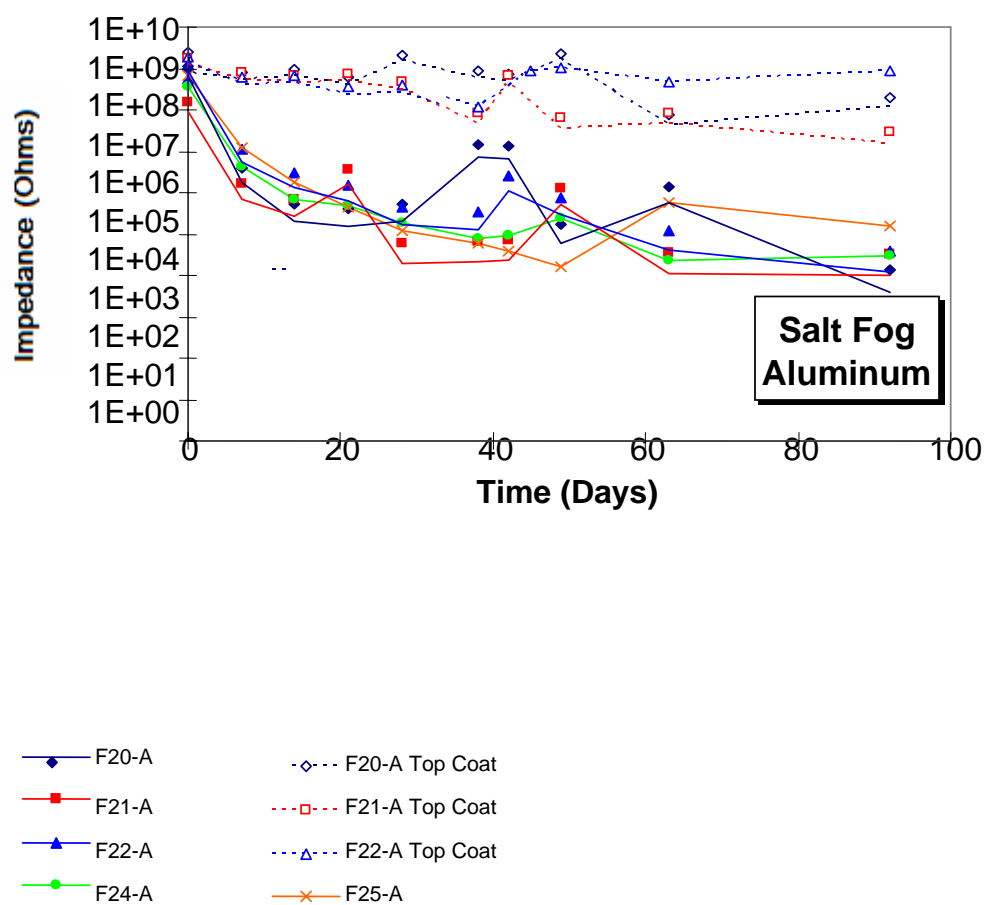 1E+10
1E+09
1E+08
1E+07
1E+06
1E+05
1E+04
1E+03
1E+02
1E+01
1E+00
Impedance (Ohms)
Salt Fog
Aluminum
0 20 40 60 80 100
Time (Days)
F20-A F20-A Top Coat
F21-A F21-A Top Coat
F22-A F22-A Top Coat
F24-A F25-A